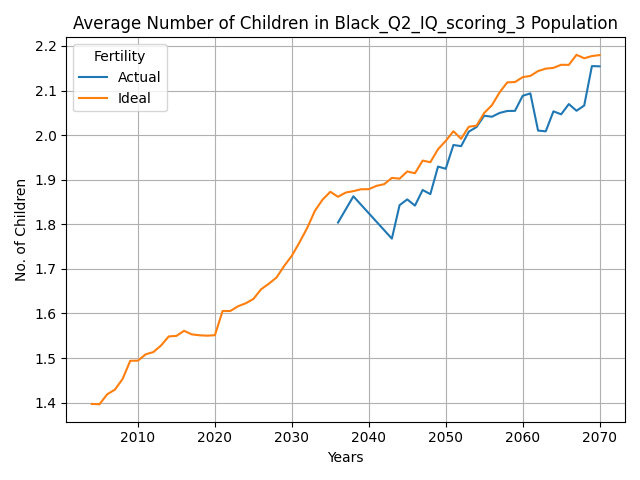 Average Number of Children in Black_Q2_IQ_scoring_3 Population
Fertility
Actual
Ideal
No. of Children
2.2
2.1
2.0
1.9
1.8
1.7
1.6
1.5
1.4
2010 2020 2030 2040 2050 2060 2070
Years